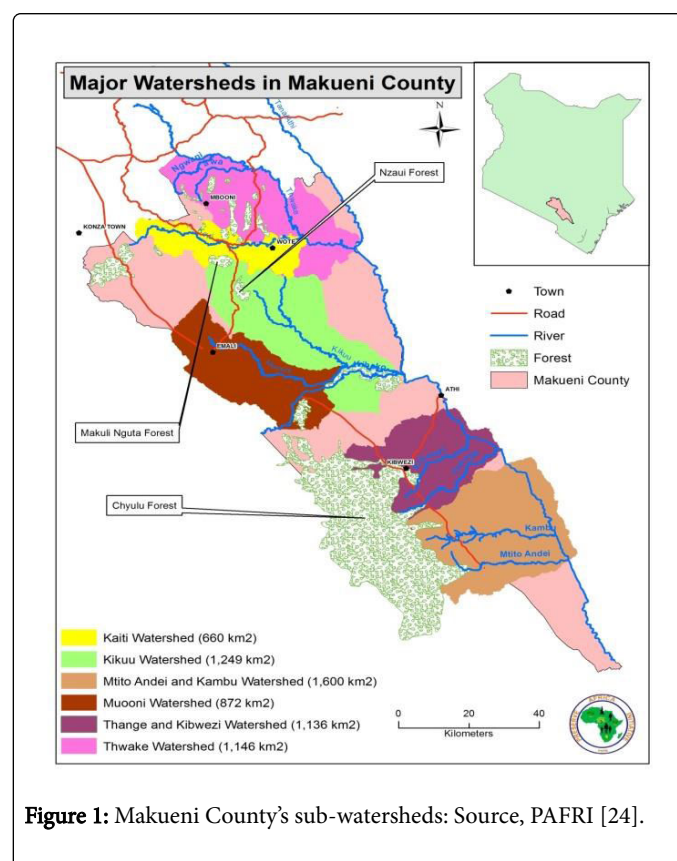 Major Watersheds in Makueni County
N
Nzaui Forest
MBOONI
KONZA TOWN
WOTE
Thwake
Town
Road
River
Forest
Makueni County
EMALI
Kikuu
ATHI
Makuli Nguta Forest
KIBWEZI
Chyulu Forest
Kambu
Mtito Andei
Kaiti Watershed (660 km2)
Kikuu Watershed (1,249 km2)
Mtito Andei and Kambu Watershed (1,600 km2)
Muooni Watershed (872 km2)
Thange and Kibwezi Watershed (1,136 km2)
Thwake Watershed (1,146 km2)
0 20 40
Kilometers
AFRICA
Figure 1: Makueni County’s sub-watersheds: Source, PAFRI [24].